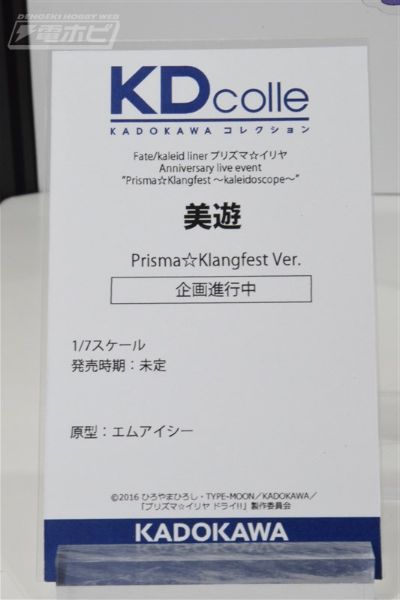 DENGEKI HOBBY WEB
電ホビ
KDcolle
KADOKAWA コレクション
Fate/kaleid liner プリズマ☆イリヤ
Anniversary live event
"Prisma☆Klangfest ～kaleidoscope～"
美遊
Prisma☆Klangfest Ver.
企画進行中
1/7スケール
発売時期：未定
原型：エムアイシー
©2016 ひろやまひろし・TYPE-MOON／KADOKAWA／
「プリズマ☆イリヤ ドライ!!」製作委員会
KADOKAWA